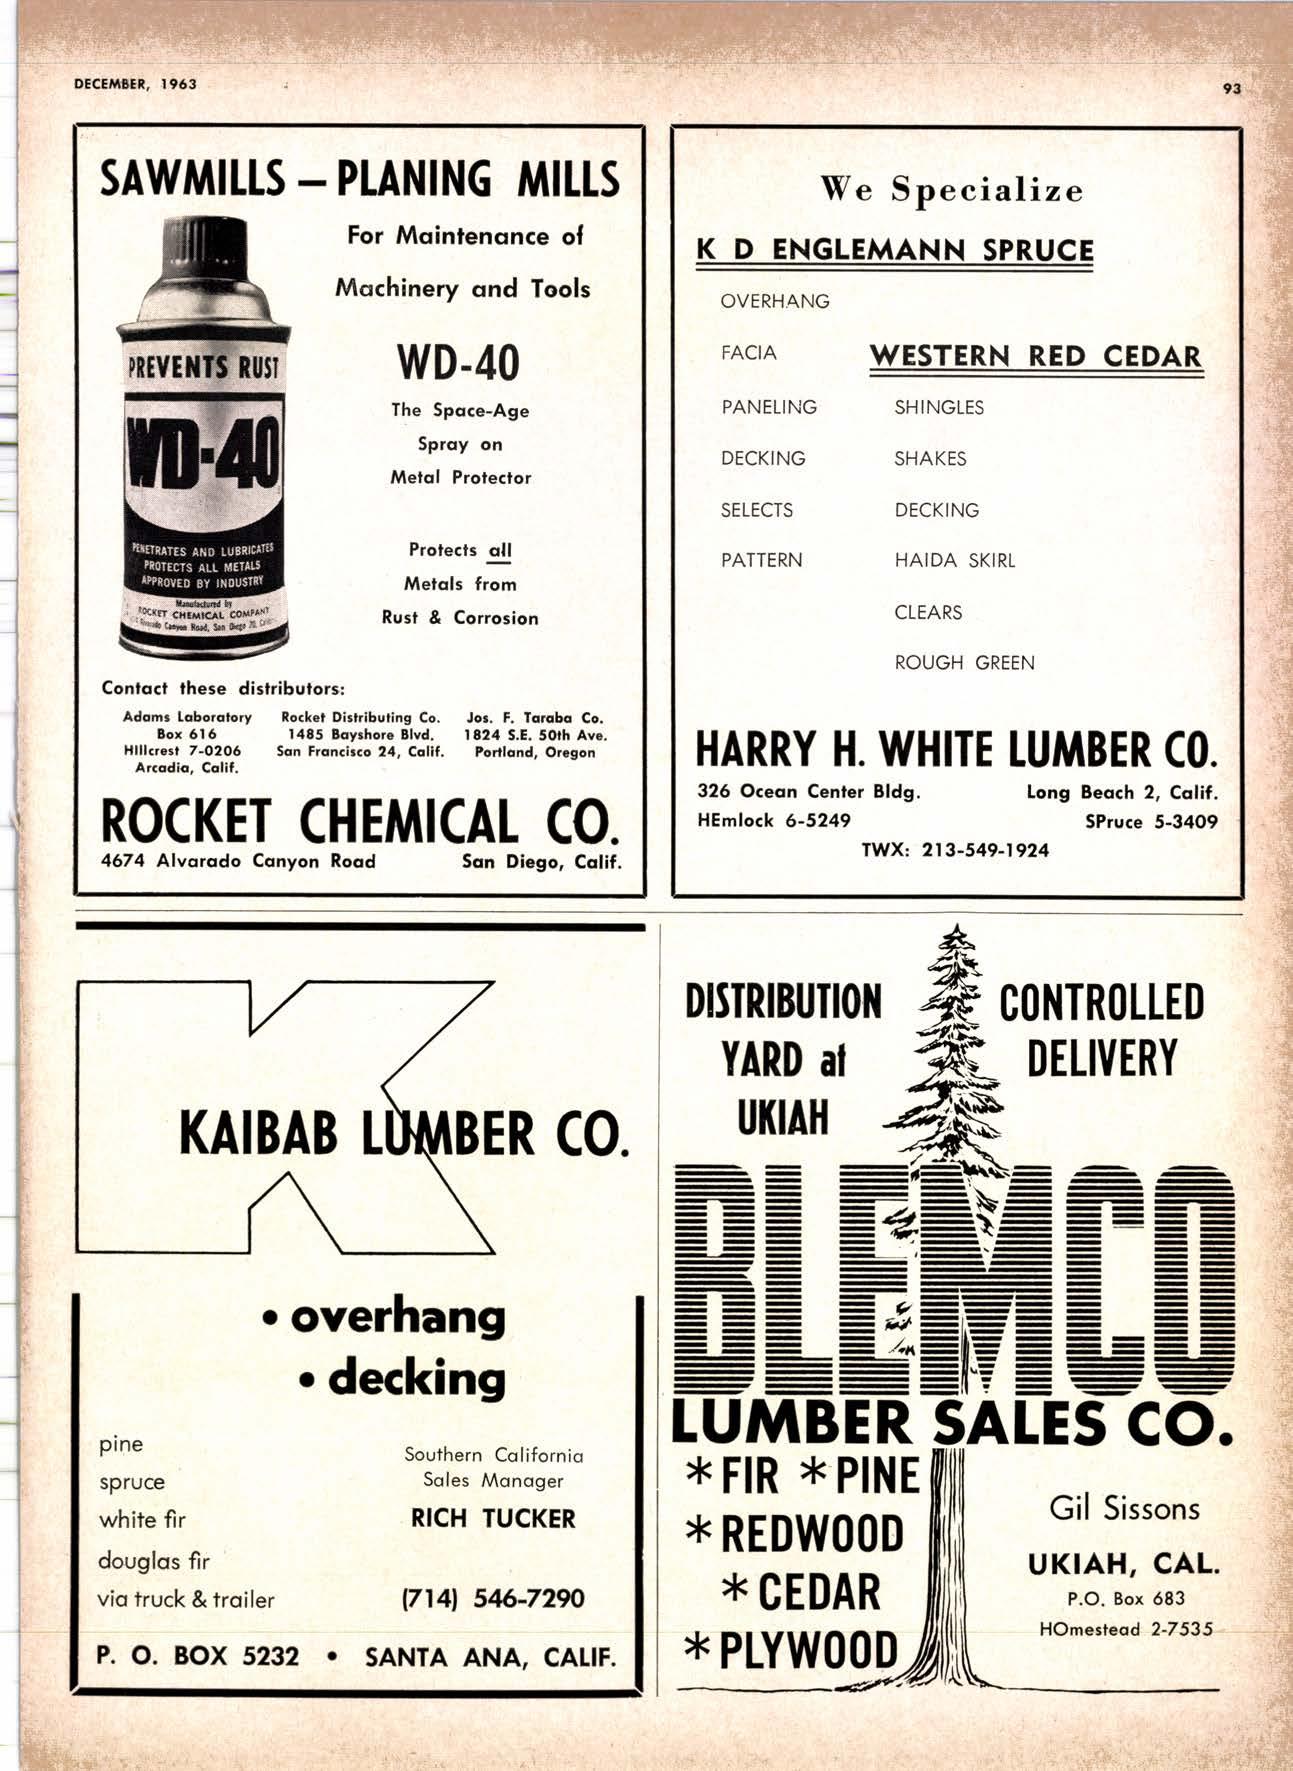 DECEMBER, 1963
93
SAWMILLS — PLANING MILLS
For Maintenance of
Machinery and Tools
WD-40
The Space-Age
Spray on
Metal Protector
Protects all
Metals from
Rust & Corrosion
PREVENTS RUST
WD-40
PENETRATES AND LUBRICATES
PROTECTS ALL METALS
APPROVED BY INDUSTRY
Manufactured by
ROCKET CHEMICAL COMPANY
Alvarado Canyon Road, San Diego 20, Calif.
Contact these distributors:
Adams Laboratory
Box 616
HIllcrest 7-0206
Arcadia, Calif.
Rocket Distributing Co.
1485 Bayshore Blvd.
San Francisco 24, Calif.
Jos. F. Taraba Co.
1824 S.E. 50th Ave.
Portland, Oregon
ROCKET CHEMICAL CO.
4674 Alvarado Canyon Road San Diego, Calif.
We Specialize
K D ENGLEMANN SPRUCE
OVERHANG
FACIA
PANELING
DECKING
SELECTS
PATTERN
WESTERN RED CEDAR
SHINGLES
SHAKES
DECKING
HAIDA SKIRL
CLEARS
ROUGH GREEN
HARRY H. WHITE LUMBER CO.
326 Ocean Center Bldg. Long Beach 2, Calif.
HEmlock 6-5249 SPruce 5-3409
TWX: 213-549-1924
KAIBAB LUMBER CO.
• overhang
• decking
pine
spruce
white fir
douglas fir
via truck & trailer
Southern California
Sales Manager
RICH TUCKER
(714) 546-7290
P. O. BOX 5232 • SANTA ANA, CALIF.
DISTRIBUTION
YARD at
UKIAH
CONTROLLED
DELIVERY
BLEMCO
LUMBER SALES CO.
*FIR *PINE
*REDWOOD
*CEDAR
*PLYWOOD
Gil Sissons
UKIAH, CAL.
P.O. Box 683
HOmestead 2-7535